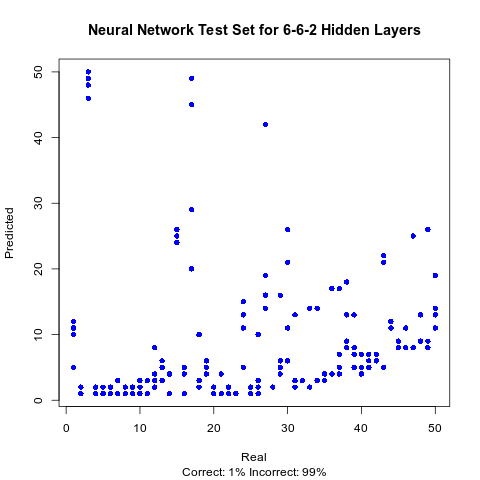 Neural Network Test Set for 6-6-2 Hidden Layers
50
40
30
20
10
0
Predicted
0 10 20 30 40 50
Real
Correct: 1% Incorrect: 99%